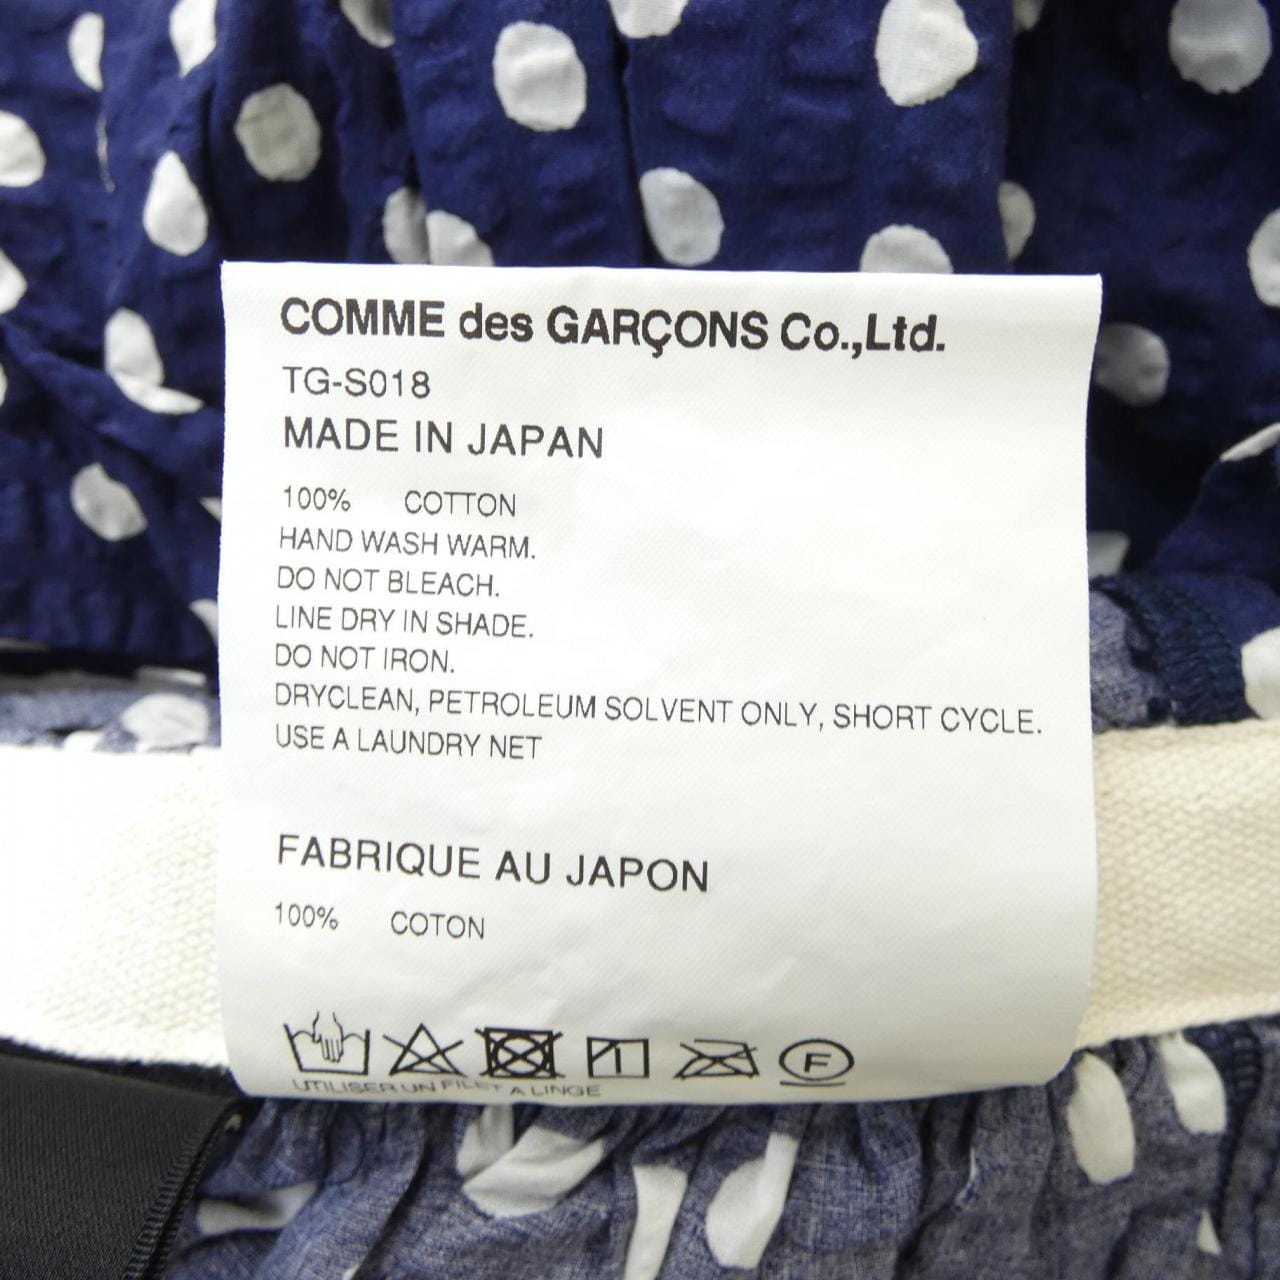 COMME des GARÇONS Co.,Ltd.
TG-S018
MADE IN JAPAN
100% COTTON
HAND WASH WARM.
DO NOT BLEACH.
LINE DRY IN SHADE.
DO NOT IRON.
DRYCLEAN, PETROLEUM SOLVENT ONLY, SHORT CYCLE.
USE A LAUNDRY NET
FABRIQUE AU JAPON
100% COTON
F
UTILISER UN FILET A LINGE